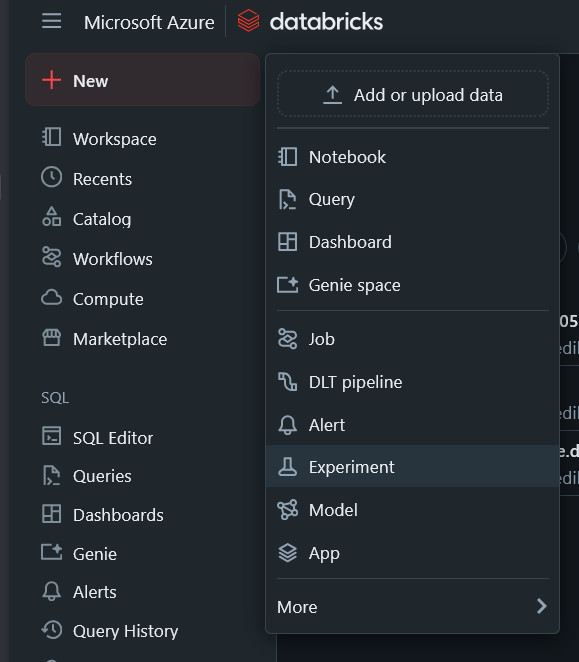 Microsoft Azure
databricks
New
Workspace
Recents
Catalog
Workflows
Compute
Marketplace
SQL
SQL Editor
Queries
Dashboards
Genie
Alerts
Query History
Add or upload data
Notebook
Query
Dashboard
Genie space
Job
DLT pipeline
Alert
Experiment
Model
App
More
05